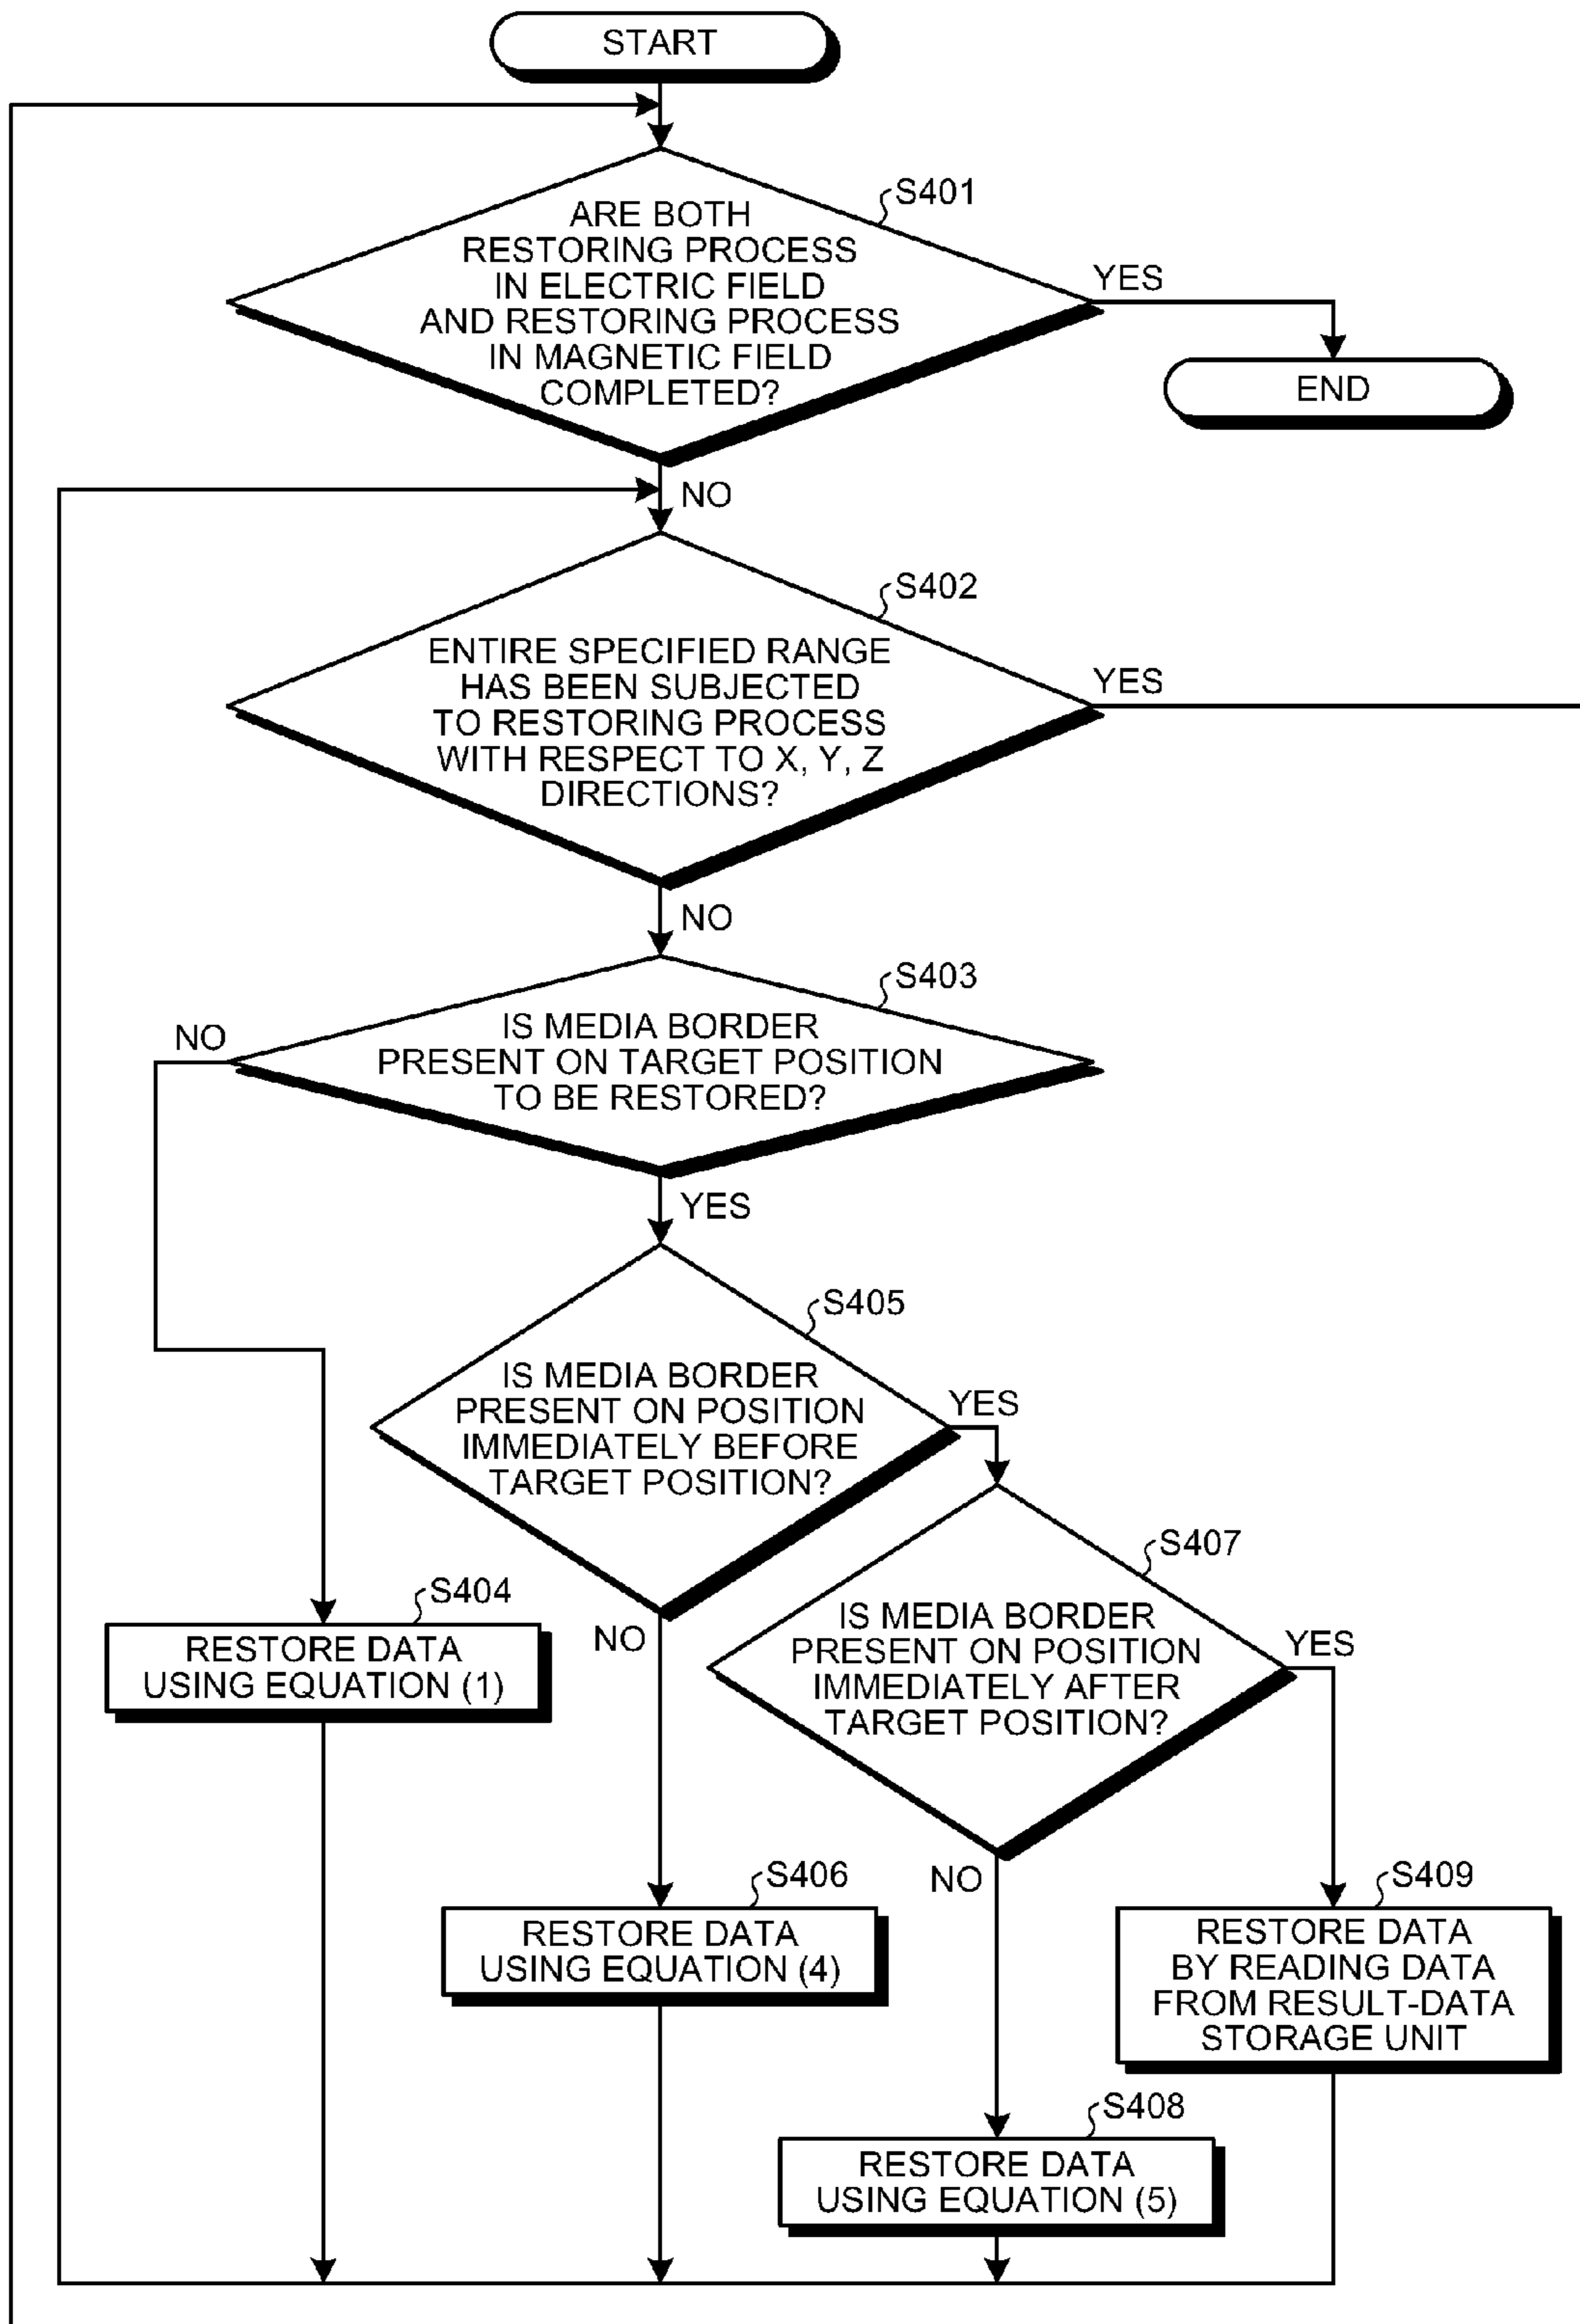 START
S401
ARE BOTH
RESTORING PROCESS
IN ELECTRIC FIELD
AND RESTORING PROCESS
IN MAGNETIC FIELD
COMPLETED?
YES
END
NO
S402
ENTIRE SPECIFIED RANGE
HAS BEEN SUBJECTED
TO RESTORING PROCESS
WITH RESPECT TO X, Y, Z
DIRECTIONS?
YES
NO
S403
IS MEDIA BORDER
PRESENT ON TARGET POSITION
TO BE RESTORED?
NO
YES
S405
IS MEDIA BORDER
PRESENT ON POSITION
IMMEDIATELY BEFORE
TARGET POSITION?
YES
NO
S404
RESTORE DATA
USING EQUATION (1)
S407
IS MEDIA BORDER
PRESENT ON POSITION
IMMEDIATELY AFTER
TARGET POSITION?
YES
NO
S406
RESTORE DATA
USING EQUATION (4)
S409
RESTORE DATA
BY READING DATA
FROM RESULT-DATA
STORAGE UNIT
S408
RESTORE DATA
USING EQUATION (5)